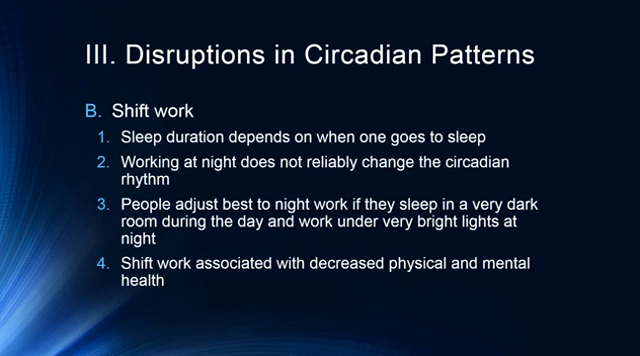 III. Disruptions in Circadian Patterns
B. Shift work
1. Sleep duration depends on when one goes to sleep
2. Working at night does not reliably change the circadian
rhythm
3. People adjust best to night work if they sleep in a very dark
room during the day and work under very bright lights at
night
4. Shift work associated with decreased physical and mental
health